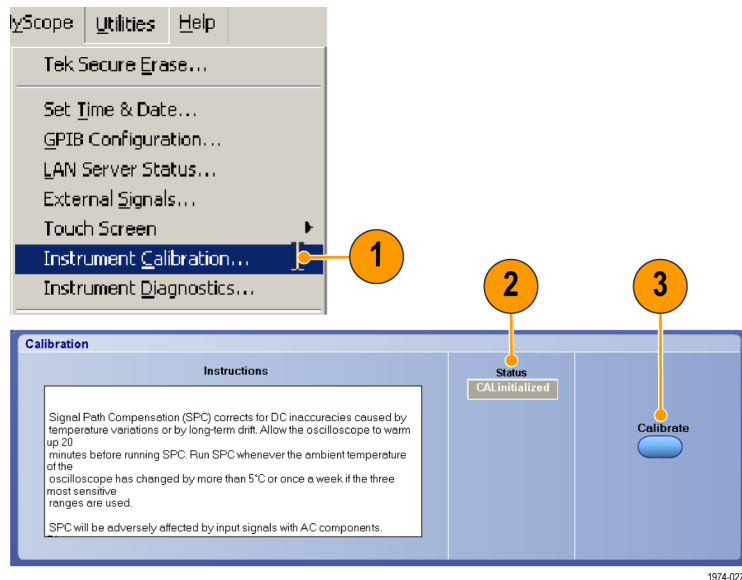 lyScope Utilities Help
Tek Secure Erase...
Set Time & Date...
GPIB Configuration...
LAN Server Status...
External Signals...
Touch Screen
Instrument Calibration...
Instrument Diagnostics...
1
2
3
Calibration
Instructions
Signal Path Compensation (SPC) corrects for DC inaccuracies caused by
temperature variations or by long-term drift. Allow the oscilloscope to warm
up 20
minutes before running SPC. Run SPC whenever the ambient temperature
of the
oscilloscope has changed by more than 5°C or once a week if the three
most sensitive
ranges are used.
SPC will be adversely affected by input signals with AC components.
Status
CALinitialized
Calibrate
1974-027